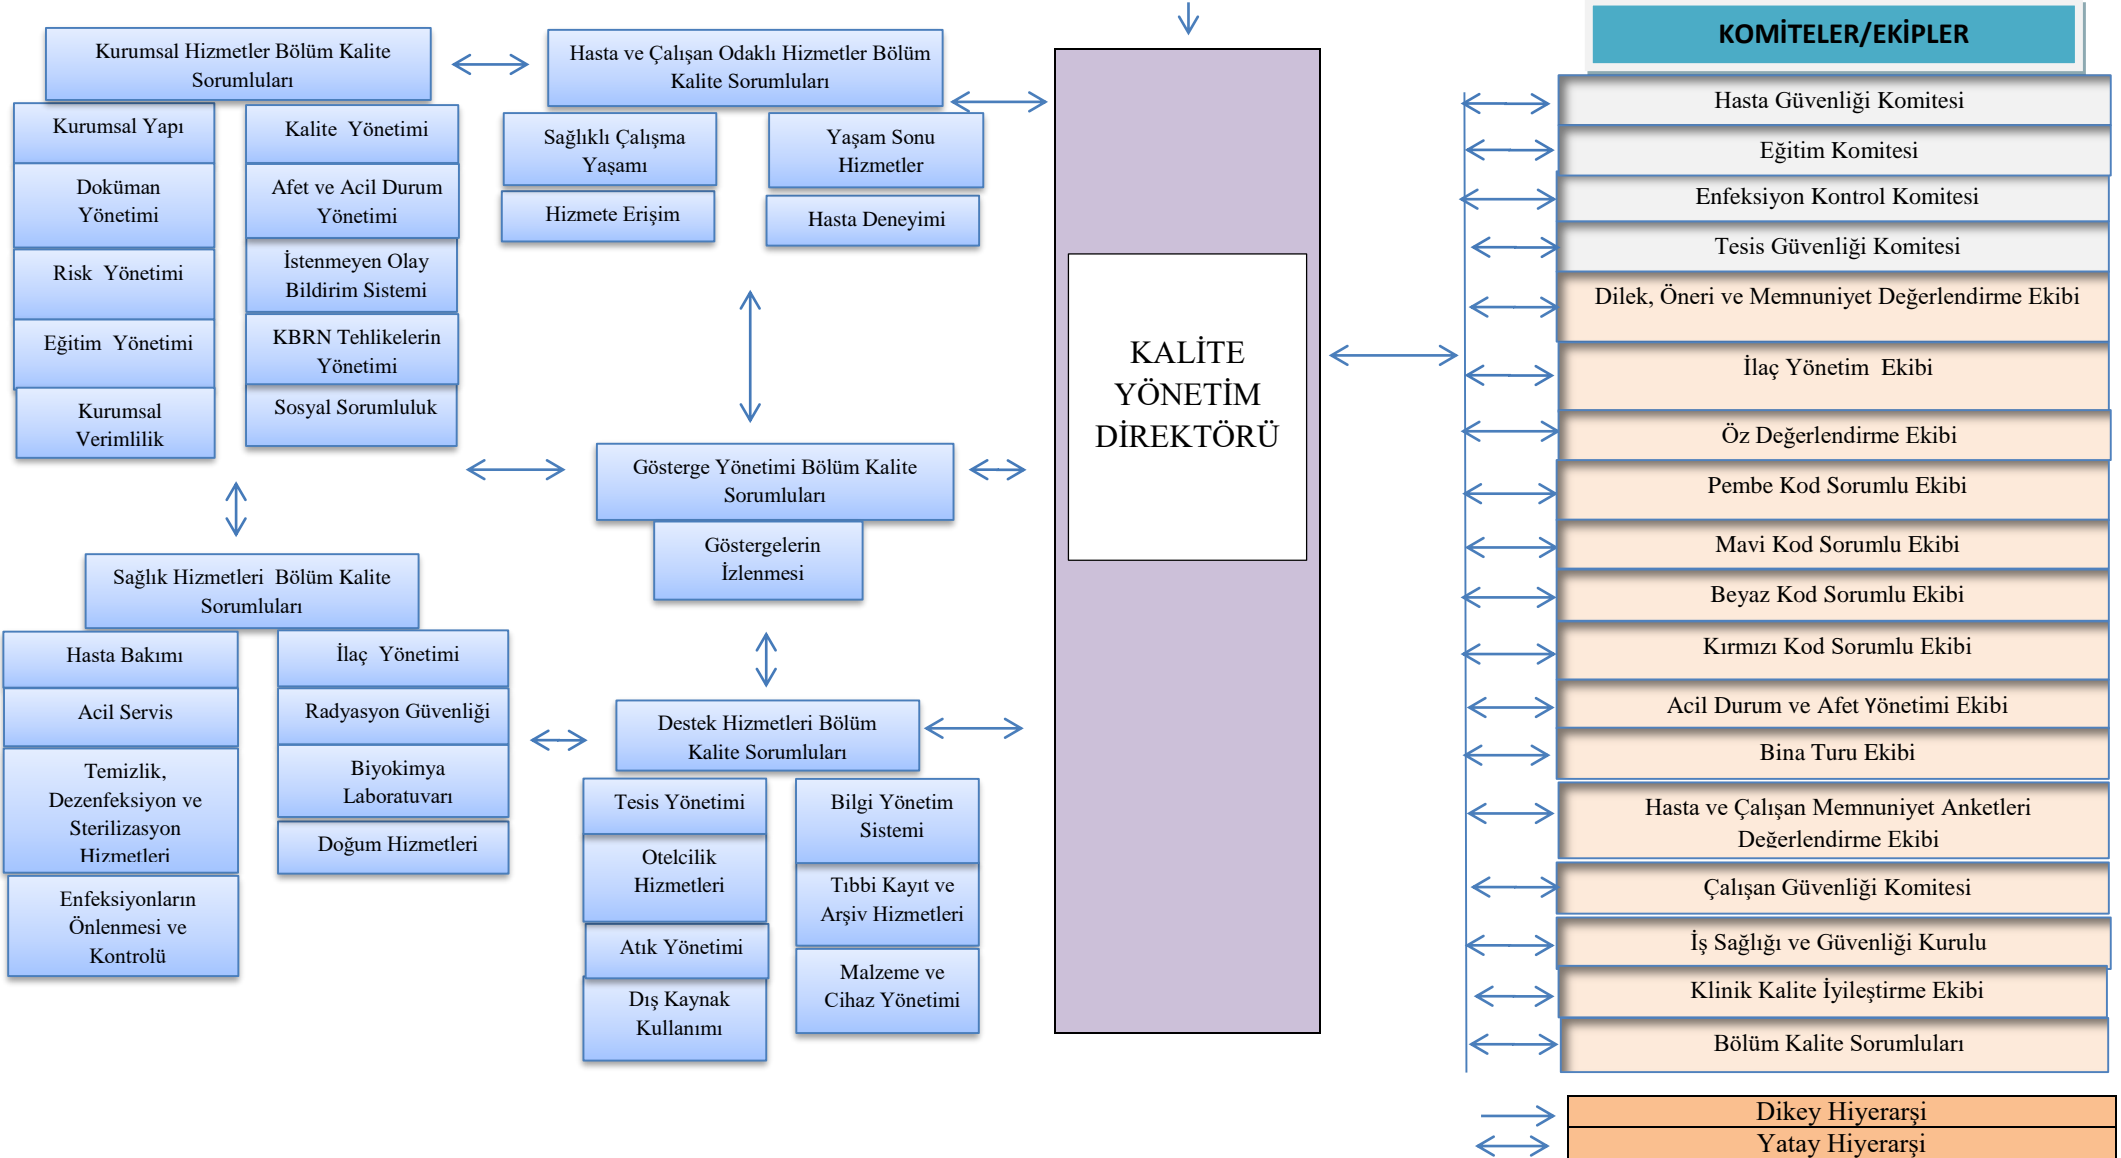 Kurumsal Hizmetler Bölüm Kalite
Sorumluları
Kurumsal Yapı
Doküman
Yönetimi
Risk Yönetimi
Eğitim Yönetimi
Kurumsal
Verimlilik
Kalite Yönetimi
Afet ve Acil Durum
Yönetimi
İstenmeyen Olay
Bildirim Sistemi
KBRN Tehlikelerin
Yönetimi
Sosyal Sorumluluk
Hasta ve Çalışan Odaklı Hizmetler Bölüm
Kalite Sorumluları
Sağlıklı Çalışma
Yaşamı
Hizmete Erişim
Yaşam Sonu
Hizmetler
Hasta Deneyimi
Gösterge Yönetimi Bölüm Kalite
Sorumluları
Göstergelerin
İzlenmesi
Sağlık Hizmetleri Bölüm Kalite
Sorumluları
Hasta Bakımı
Acil Servis
Temizlik,
Dezenfeksiyon ve
Sterilizasyon
Hizmetleri
Enfeksiyonların
Önlenmesi ve
Kontrolü
İlaç Yönetimi
Radyasyon Güvenliği
Biyokimya
Laboratuvarı
Doğum Hizmetleri
Destek Hizmetleri Bölüm
Kalite Sorumluları
Tesis Yönetimi
Otelcilik
Hizmetleri
Atık Yönetimi
Dış Kaynak
Kullanımı
Bilgi Yönetim
Sistemi
Tıbbi Kayıt ve
Arşiv Hizmetleri
Malzeme ve
Cihaz Yönetimi
KALİTE
YÖNETİM
DİREKTÖRÜ
KOMİTELER/EKİPLER
Hasta Güvenliği Komitesi
Eğitim Komitesi
Enfeksiyon Kontrol Komitesi
Tesis Güvenliği Komitesi
Dilek, Öneri ve Memnuniyet Değerlendirme Ekibi
İlaç Yönetim Ekibi
Öz Değerlendirme Ekibi
Pembe Kod Sorumlu Ekibi
Mavi Kod Sorumlu Ekibi
Beyaz Kod Sorumlu Ekibi
Kırmızı Kod Sorumlu Ekibi
Acil Durum ve Afet Yönetimi Ekibi
Bina Turu Ekibi
Hasta ve Çalışan Memnuniyet Anketleri
Değerlendirme Ekibi
Çalışan Güvenliği Komitesi
İş Sağlığı ve Güvenliği Kurulu
Klinik Kalite İyileştirme Ekibi
Bölüm Kalite Sorumluları
Dikey Hiyerarşi
Yatay Hiyerarşi